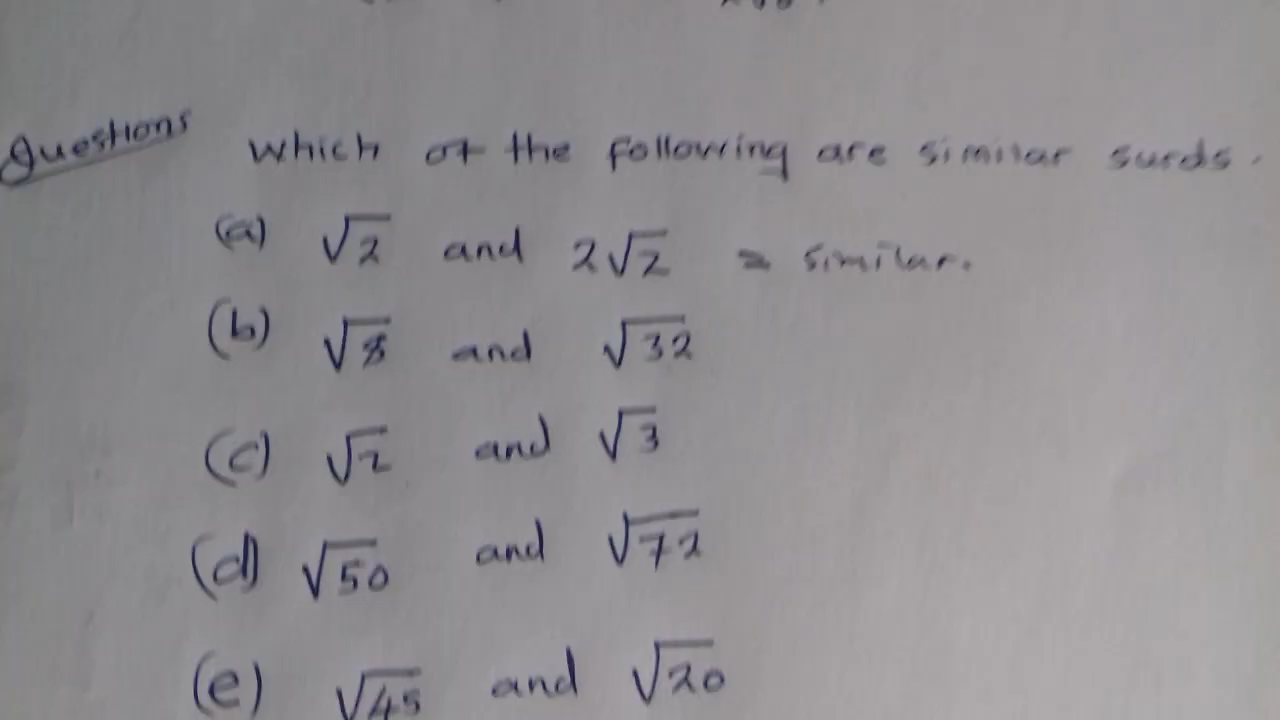 Questions Which of the following are similar surds.
(a) √2 and 2√2 = similar.
(b) √8 and √32
(c) √2 and √3
(d) √50 and √72
(e) √45 and √20